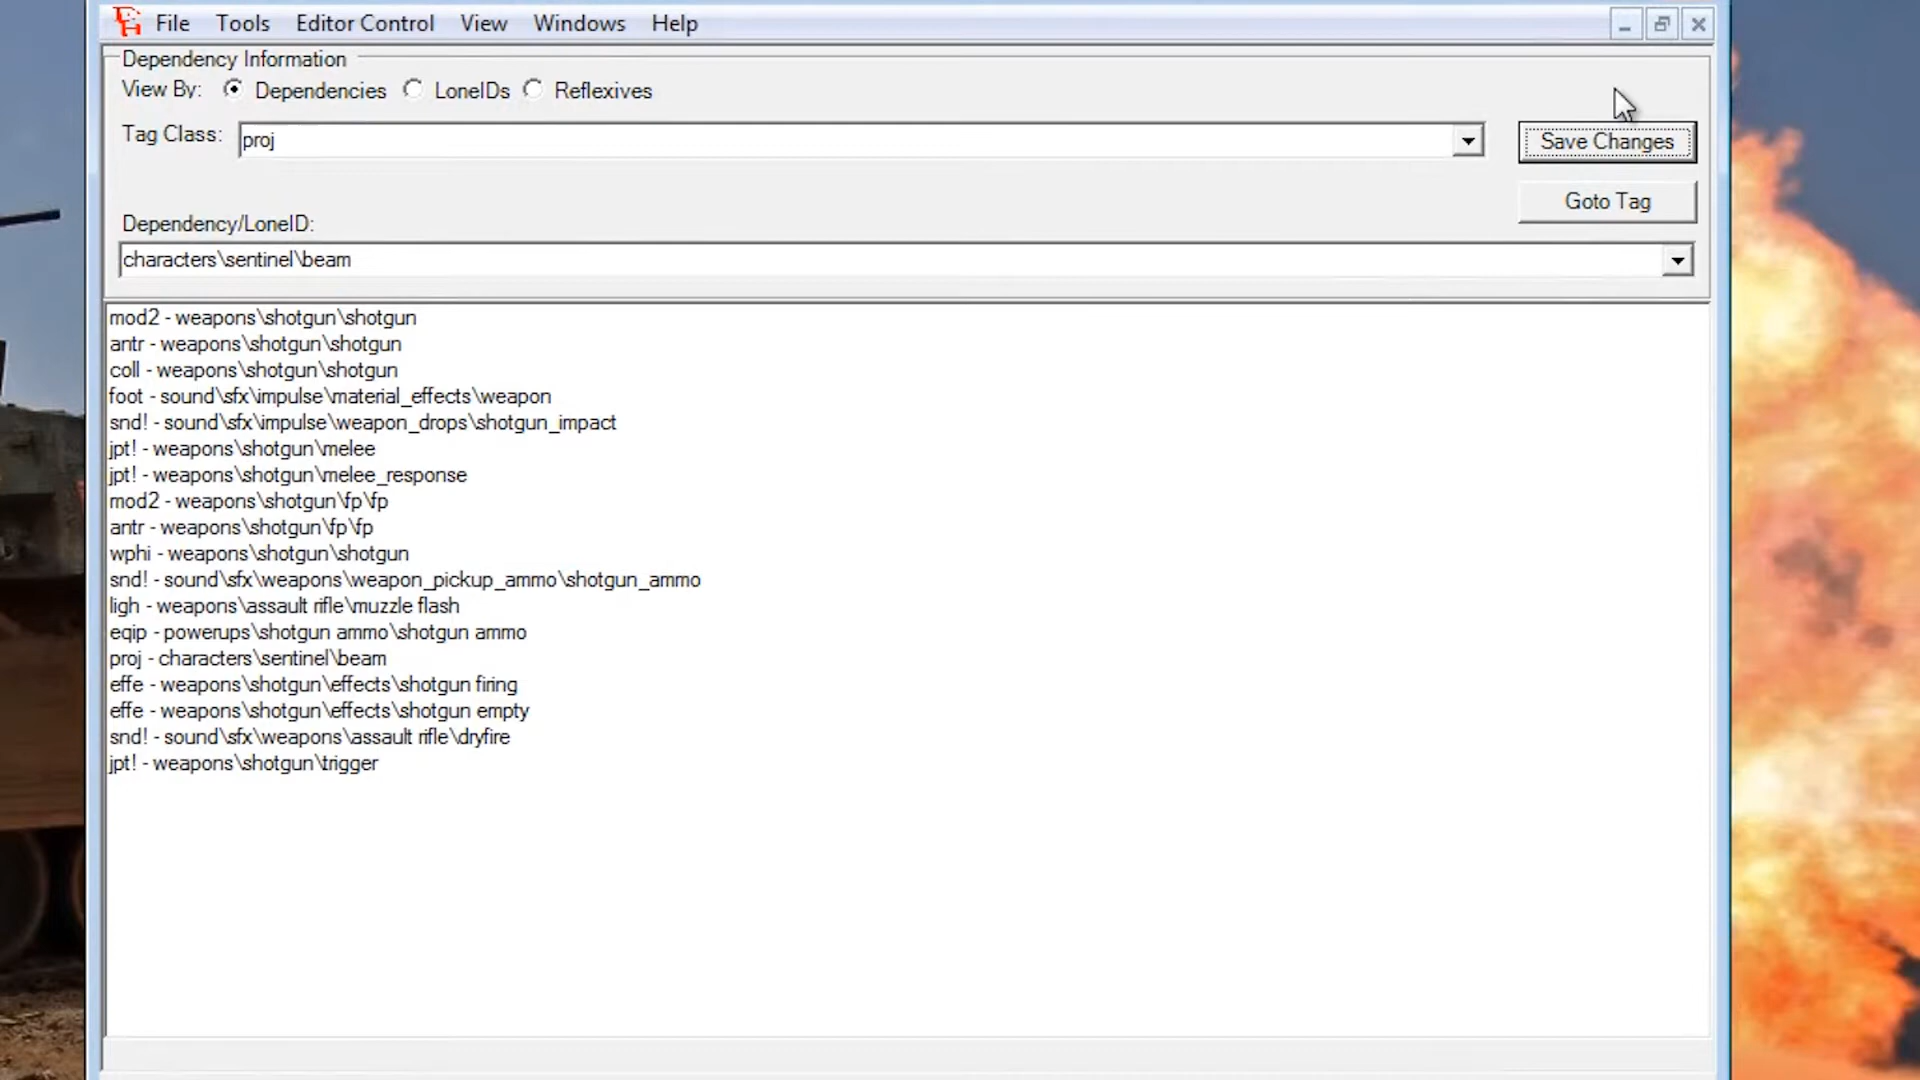 File Tools Editor Control View Windows Help
Dependency Information
View By: Dependencies LoneIDs Reflexives
Tag Class: proj
Save Changes
Goto Tag
Dependency/LoneID:
characters\sentinel\beam
mod2 - weapons\shotgun\shotgun
antr - weapons\shotgun\shotgun
coll - weapons\shotgun\shotgun
foot - sound\sfx\impulse\material_effects\weapon
snd! - sound\sfx\impulse\weapon_drops\shotgun_impact
jpt! - weapons\shotgun\melee
jpt! - weapons\shotgun\melee_response
mod2 - weapons\shotgun\fp\fp
antr - weapons\shotgun\fp\fp
wphi - weapons\shotgun\shotgun
snd! - sound\sfx\weapons\weapon_pickup_ammo\shotgun_ammo
ligh - weapons\assault rifle\muzzle flash
eqip - powerups\shotgun ammo\shotgun ammo
proj - characters\sentinel\beam
effe - weapons\shotgun\effects\shotgun firing
effe - weapons\shotgun\effects\shotgun empty
snd! - sound\sfx\weapons\assault rifle\dryfire
jpt! - weapons\shotgun\trigger